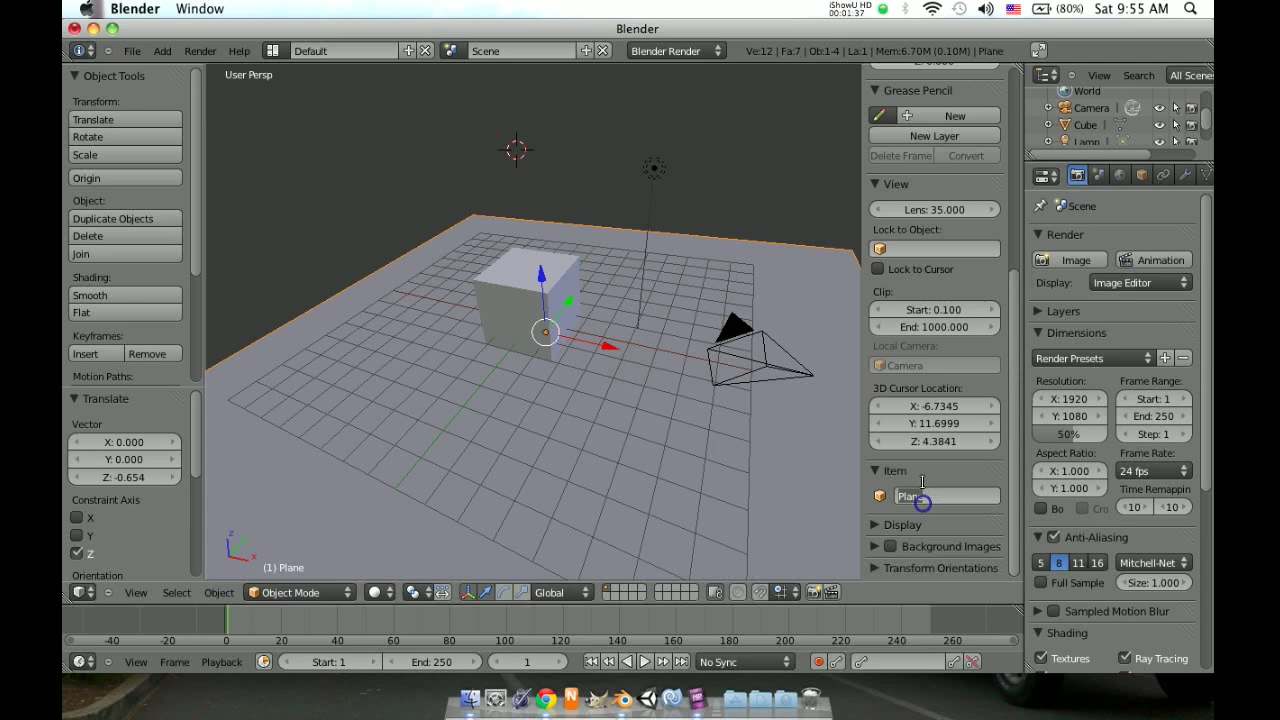 Blender Window
iShowU HD
00:01:37
(80%) Sat 9:55 AM
Blender
File Add Render Help Default Scene Blender Render Ve:12 | Fa:7 | Ob:1-4 | La:1 | Mem:6.70M (0.10M) | Plane
Object Tools
Transform:
Translate
Rotate
Scale
Origin
Object:
Duplicate Objects
Delete
Join
Shading:
Smooth
Flat
Keyframes:
Insert Remove
Motion Paths:
Translate
Vector
X: 0.000
Y: 0.000
Z: -0.654
Constraint Axis
X
Y
Z
Orientation
User Persp
(1) Plane
Grease Pencil
New
New Layer
Delete Frame Convert
View
Lens: 35.000
Lock to Object:
Lock to Cursor
Clip:
Start: 0.100
End: 1000.000
Local Camera:
Camera
3D Cursor Location:
X: -6.7345
Y: 11.6999
Z: 4.3841
Item
Plane
Display
Background Images
Transform Orientations
View Search All Scenes
World
Camera
Cube
Lamp
Scene
Render
Image Animation
Display: Image Editor
Layers
Dimensions
Render Presets
Resolution: Frame Range:
X: 1920 Start: 1
Y: 1080 End: 250
50% Step: 1
Aspect Ratio: Frame Rate:
X: 1.000 24 fps
Y: 1.000 Time Remappin
Bo Cro 10 10
Anti-Aliasing
5 8 11 16 Mitchell-Net
Full Sample Size: 1.000
Sampled Motion Blur
Shading
Textures Ray Tracing
View Select Object Object Mode Global
-40 -20 0 20 40 60 80 100 120 140 160 180 200 220 240 260
View Frame Playback Start: 1 End: 250 1 No Sync